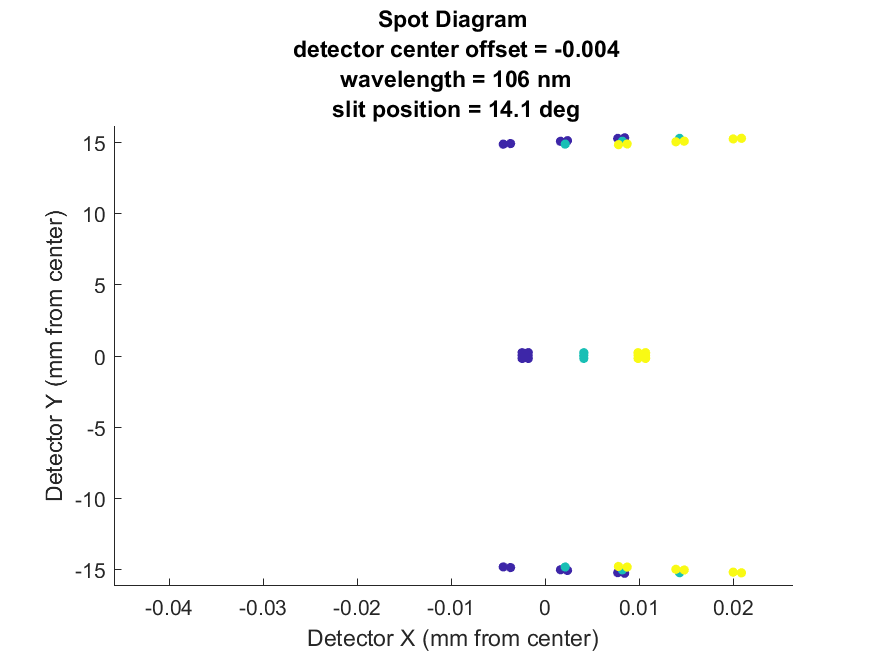 Spot Diagram
detector center offset = -0.004
wavelength = 106 nm
slit position = 14.1 deg
15
10
5
0
-5
-10
-15
Detector Y (mm from center)
-0.04
-0.03
-0.02
-0.01
0
0.01
0.02
Detector X (mm from center)